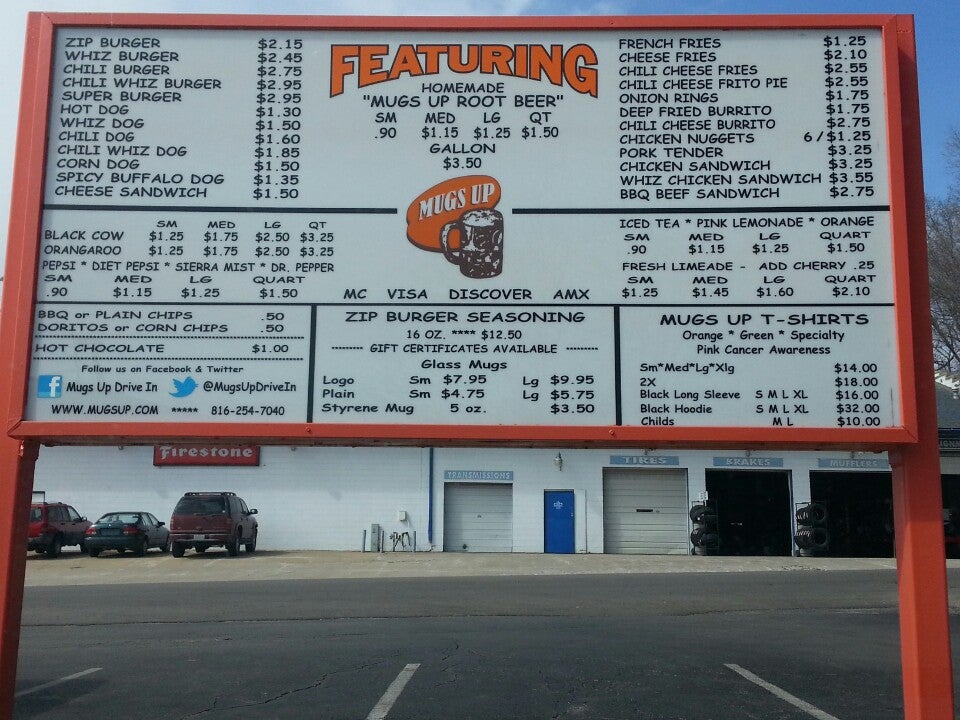 ZIP BURGER $2.15
WHIZ BURGER $2.45
CHILI BURGER $2.75
CHILI WHIZ BURGER $2.95
SUPER BURGER $2.95
HOT DOG $1.30
WHIZ DOG $1.50
CHILI DOG $1.60
CHILI WHIZ DOG $1.85
CORN DOG $1.50
SPICY BUFFALO DOG $1.35
CHEESE SANDWICH $1.50
FEATURING
HOMEMADE
"MUGS UP ROOT BEER"
SM MED LG QT
.90 $1.15 $1.25 $1.50
GALLON
$3.50
MUGS UP
FRENCH FRIES $1.25
CHEESE FRIES $2.10
CHILI CHEESE FRIES $2.55
CHILI CHEESE FRITO PIE $2.55
ONION RINGS $1.75
DEEP FRIED BURRITO $1.75
CHILI CHEESE BURRITO $2.75
CHICKEN NUGGETS 6/$1.25
PORK TENDER $3.25
CHICKEN SANDWICH $3.25
WHIZ CHICKEN SANDWICH $3.55
BBQ BEEF SANDWICH $2.75
SM MED LG QT
BLACK COW $1.25 $1.75 $2.50 $3.25
ORANGAROO $1.25 $1.75 $2.50 $3.25
PEPSI * DIET PEPSI * SIERRA MIST * DR. PEPPER
SM MED LG QUART
.90 $1.15 $1.25 $1.50
MC VISA DISCOVER AMX
ICED TEA * PINK LEMONADE * ORANGE
SM MED LG QUART
.90 $1.15 $1.25 $1.50
FRESH LIMEADE - ADD CHERRY .25
SM MED LG QUART
$1.25 $1.45 $1.60 $2.10
BBQ or PLAIN CHIPS .50
DORITOS or CORN CHIPS .50
HOT CHOCOLATE $1.00
Follow us on Facebook & Twitter
f Mugs Up Drive In @MugsUpDriveIn
WWW.MUGSUP.COM ***** 816-254-7040
ZIP BURGER SEASONING
16 OZ. **** $12.50
GIFT CERTIFICATES AVAILABLE
Glass Mugs
Logo Sm $7.95 Lg $9.95
Plain Sm $4.75 Lg $5.75
Styrene Mug 5 oz. $3.50
MUGS UP T-SHIRTS
Orange * Green * Specialty
Pink Cancer Awareness
Sm*Med*Lg*Xlg $14.00
2X $18.00
Black Long Sleeve S M L XL $16.00
Black Hoodie S M L XL $32.00
Childs M L $10.00
Firestone
TRANSMISSIONS
TIRES
BRAKES
MUFFLERS